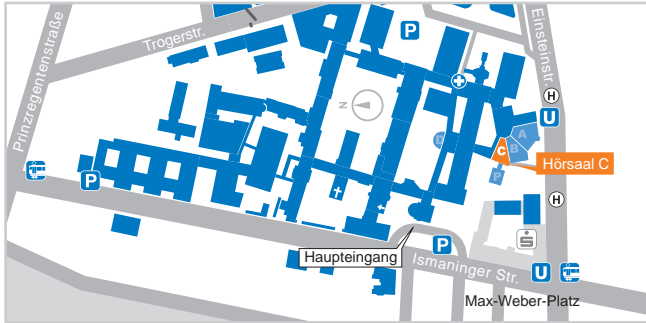 Prinzregentenstraße
Trogerstr.
P
Einsteinstr.
H
U
N
D
A
B
C
Hörsaal C
P
P
H
Haupteingang
P
Ismaninger Str.
U
Max-Weber-Platz